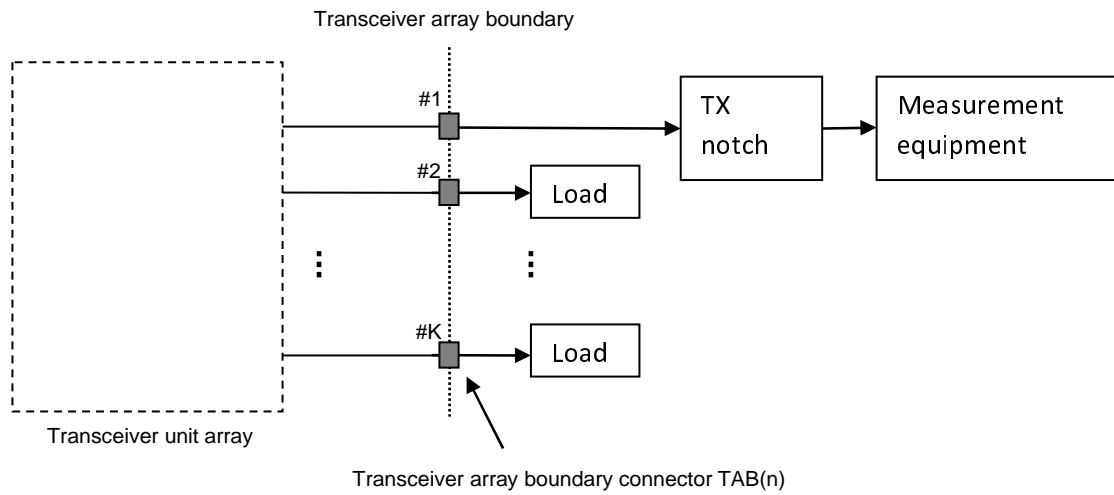 Transceiver array boundary
#1
TX
notch
Measurement
equipment
#2
Load
#K
Load
Transceiver unit array
Transceiver array boundary connector TAB(n)